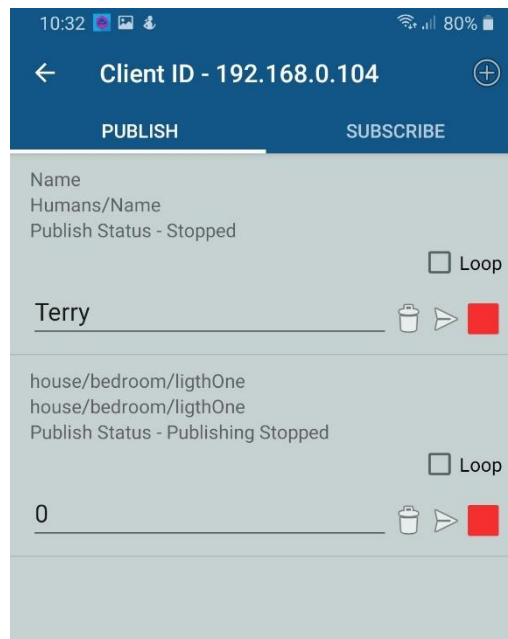 10:32 80%
Client ID - 192.168.0.104
PUBLISH SUBSCRIBE
Name
Humans/Name
Publish Status - Stopped
Loop
Terry
house/bedroom/ligthOne
house/bedroom/ligthOne
Publish Status - Publishing Stopped
Loop
0